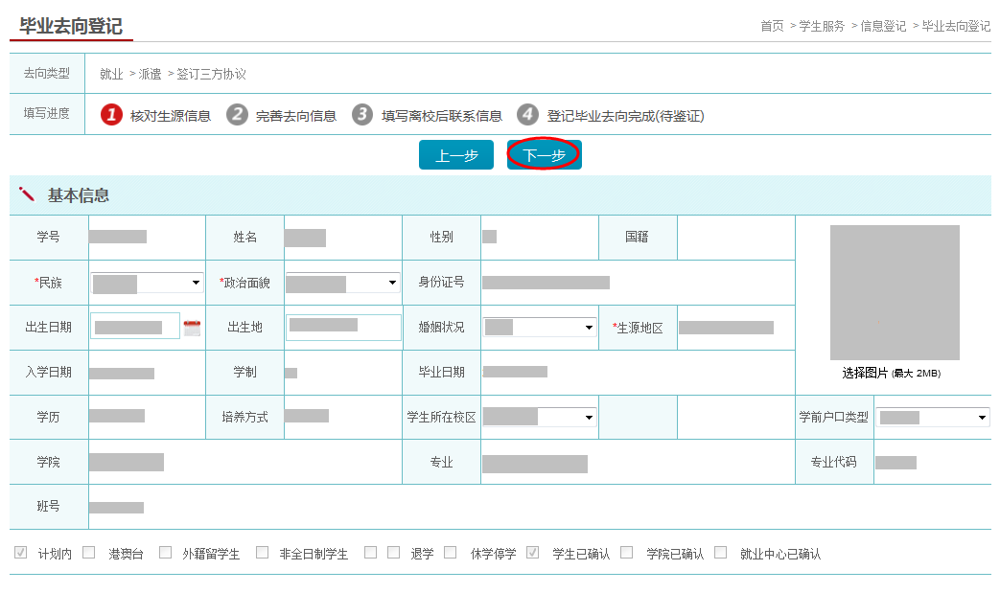 毕业去向登记
首页 >学生服务 >信息登记 >毕业去向登记
去向类型 就业 >派遣 >签订三方协议
填写进度 1 核对生源信息 2 完善去向信息 3 填写离校后联系信息 4 登记毕业去向完成(待鉴证)
上一步 下一步
基本信息
学号 姓名 性别 国籍
*民族 *政治面貌 身份证号
出生日期 出生地 婚姻状况 *生源地区
入学日期 学制 毕业日期
选择图片 (最大 2MB)
学历 培养方式 学生所在校区 学前户口类型
学院 专业 专业代码
班号
计划内 港澳台 外籍留学生 非全日制学生 退学 休学停学 学生已确认 学院已确认 就业中心已确认